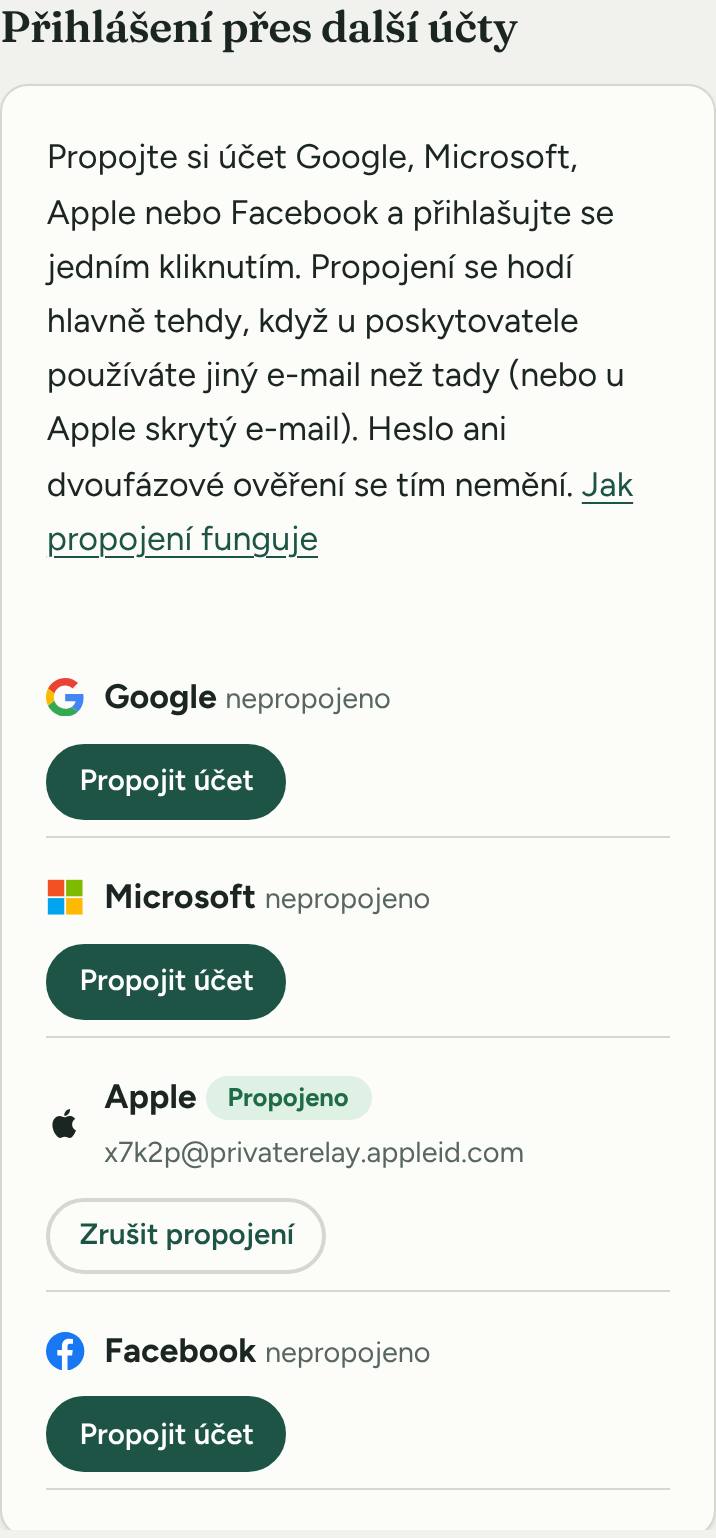 Přihlášení přes další účty
Propojte si účet Google, Microsoft,
Apple nebo Facebook a přihlašujte se
jedním kliknutím. Propojení se hodí
hlavně tehdy, když u poskytovatele
používáte jiný e-mail než tady (nebo u
Apple skrytý e-mail). Heslo ani
dvoufázové ověření se tím nemění. Jak
propojení funguje
Google nepropojeno
Propojit účet
Microsoft nepropojeno
Propojit účet
Apple Propojeno
x7k2p@privaterelay.appleid.com
Zrušit propojení
Facebook nepropojeno
Propojit účet